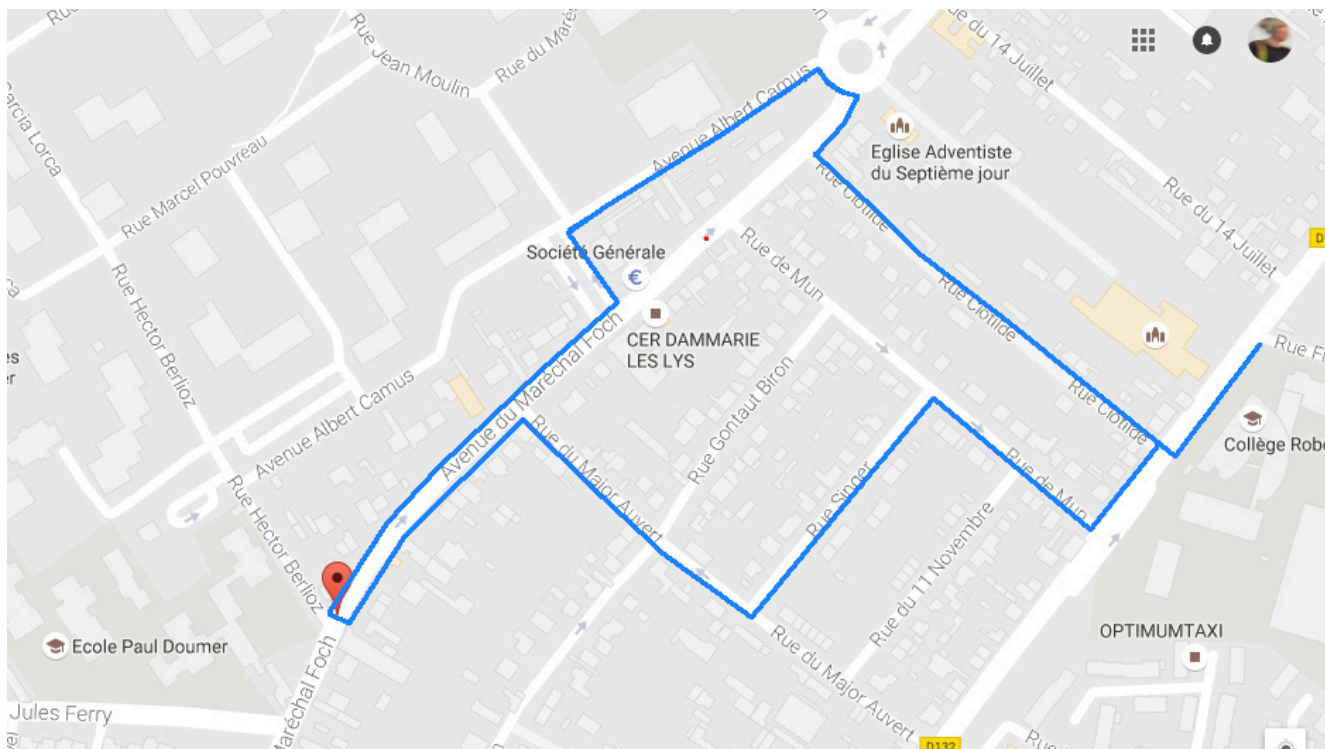 Rue du 14 Juillet
Rue Jean Moulin
Garcia Lorca
Rue Marcel Pouvreau
Avenue Albert Camus
Eglise Adventiste
du Septième jour
Rue du 14 Juillet
Rue Clotilde
D
Société Générale
€
Rue de Mun
Rue Clotilde
Rue Hector Berlioz
CER DAMMARIE
LES LYS
Avenue du Maréchal Foch
Rue Gontaut Biron
Rue Clotilde
Avenue Albert Camus
Collège Robe
Rue du Major Auvert
Rue Singer
Rue de Mun
Rue Hector Berlioz
Rue du 11 Novembre
Ecole Paul Doumer
OPTIMUMTAXI
Rue du Major Auvert
Maréchal Foch
Jules Ferry
D132